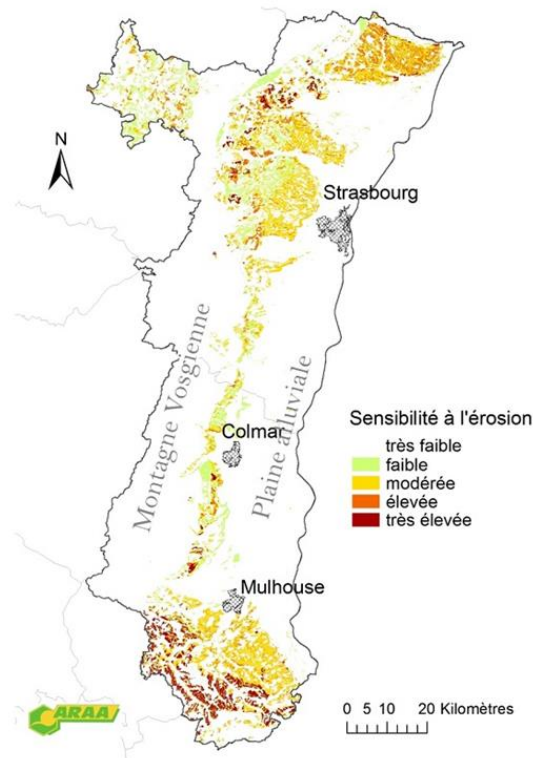 N
Strasbourg
Montagne Vosgienne
Plaine alluviale
Colmar
Sensibilité à l'érosion
très faible
faible
modérée
élevée
très élevée
Mulhouse
ARAA
0 5 10 20 Kilomètres